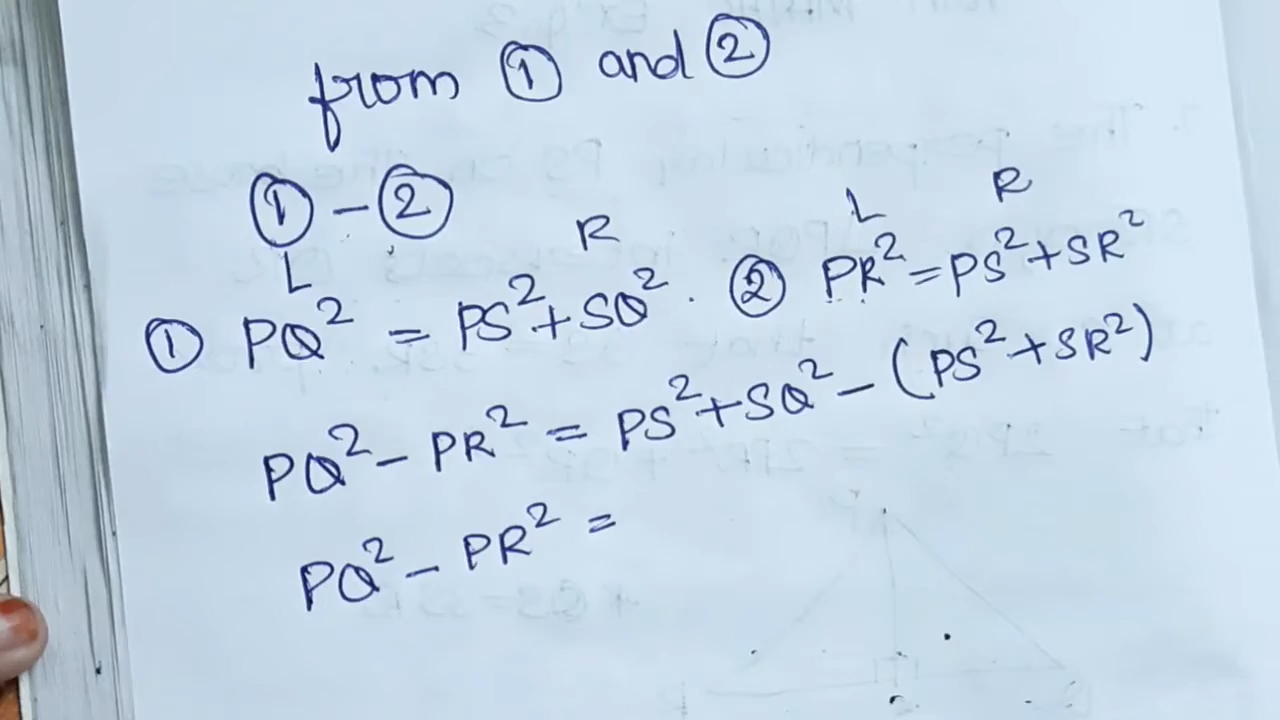 from ① and ②
① - ②
L R L R
① PQ² = PS² + SQ². ② PR² = PS² + SR²
PQ² - PR² = PS² + SQ² - (PS² + SR²)
PQ² - PR² =